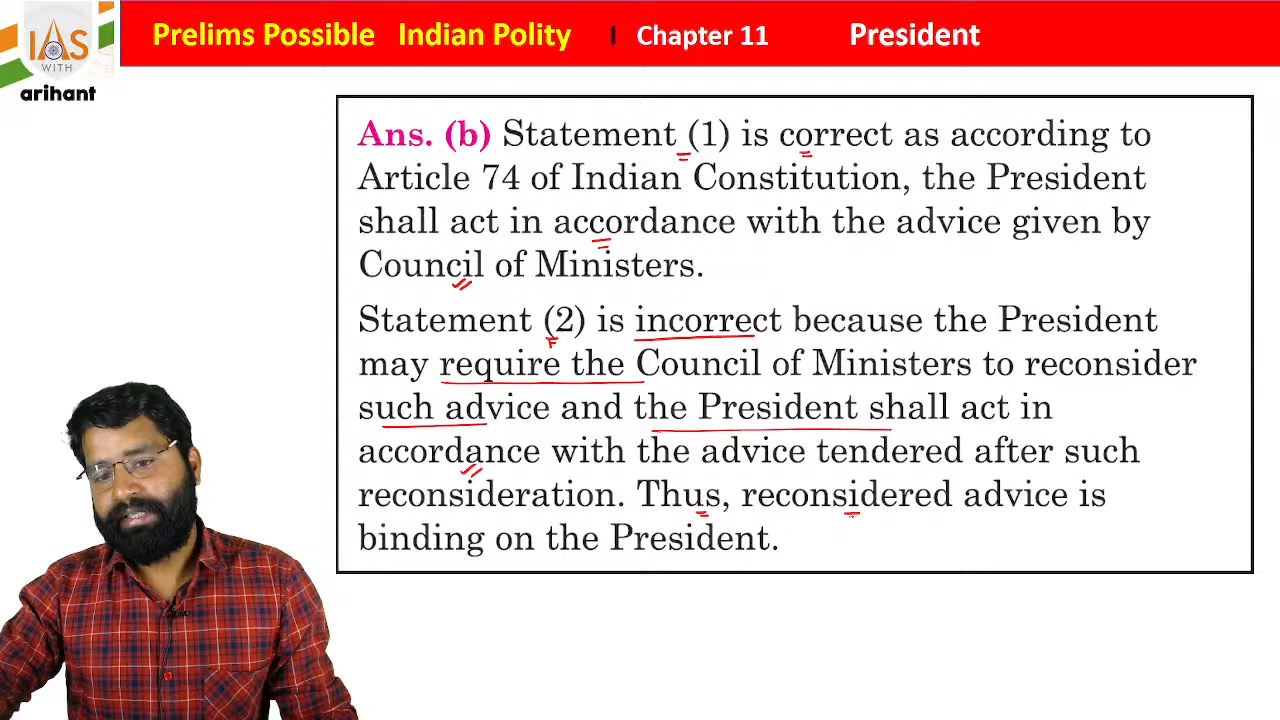 IAS
WITH
arihant
Prelims Possible Indian Polity | Chapter 11 President
Ans. (b) Statement (1) is correct as according to
Article 74 of Indian Constitution, the President
shall act in accordance with the advice given by
Council of Ministers.
Statement (2) is incorrect because the President
may require the Council of Ministers to reconsider
such advice and the President shall act in
accordance with the advice tendered after such
reconsideration. Thus, reconsidered advice is
binding on the President.